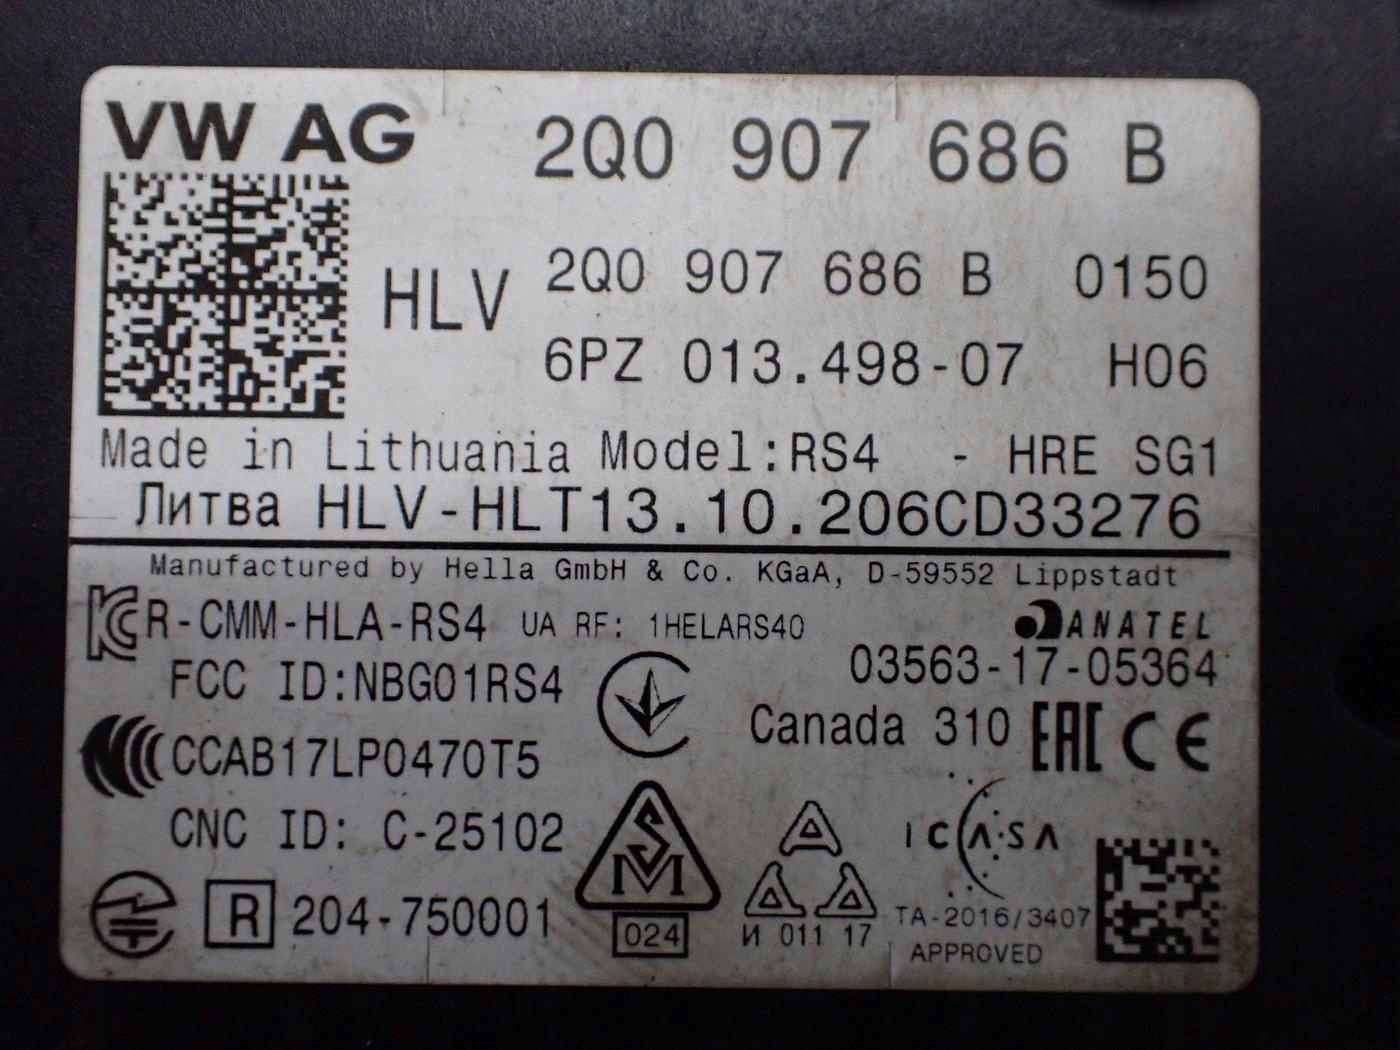 VW AG 2Q0 907 686 B
HLV 2Q0 907 686 B 0150
6PZ 013.498-07 H06
Made in Lithuania Model:RS4 - HRE SG1
Литва HLV-HLT13.10.206CD33276
Manufactured by Hella GmbH & Co. KGaA, D-59552 Lippstadt
R-CMM-HLA-RS4 UA RF: 1HELARS40 ANATEL
FCC ID:NBG01RS4 03563-17-05364
Canada 310 EAC CE
CCAB17LP0470T5
CNC ID: C-25102 SM ICASA
R 204-750001 024 И 011 17 TA-2016/3407
APPROVED